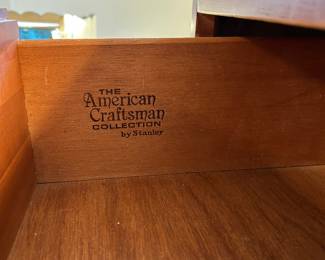 THE
American
Craftsman
COLLECTION
by Stanley